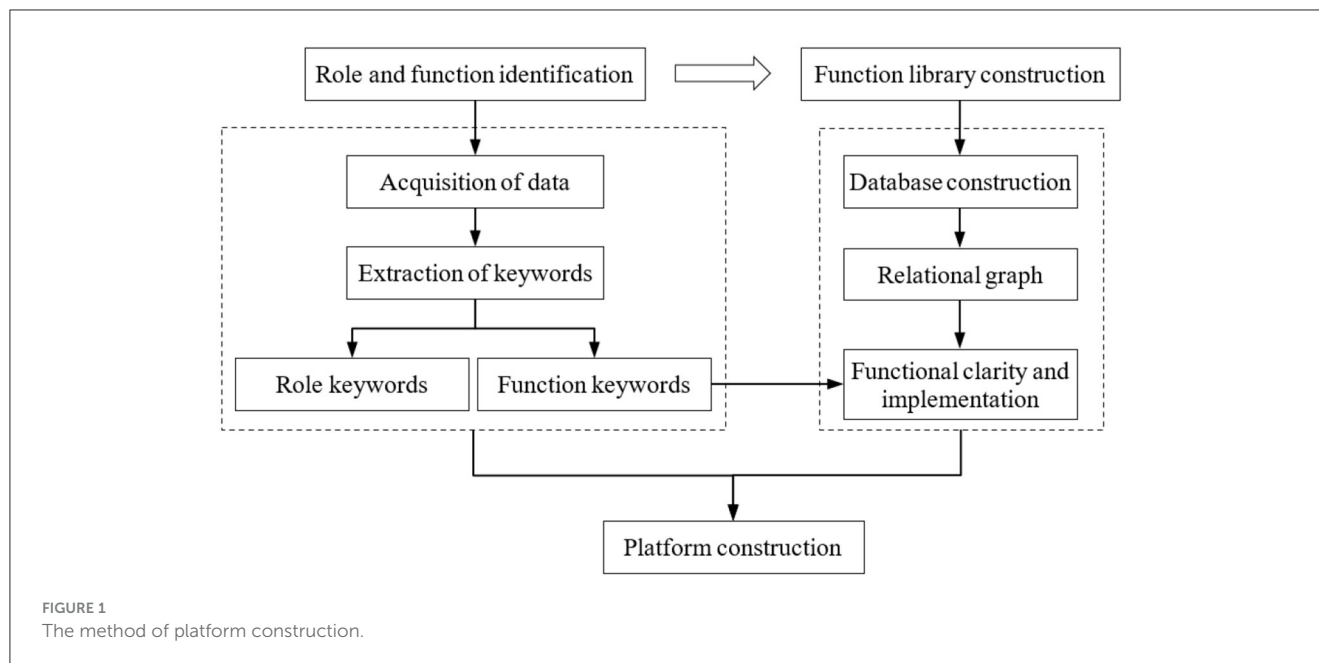 Role and function identification
Function library construction
Acquisition of data
Database construction
Extraction of keywords
Relational graph
Role keywords
Function keywords
Functional clarity and
implementation
Platform construction
FIGURE 1
The method of platform construction.